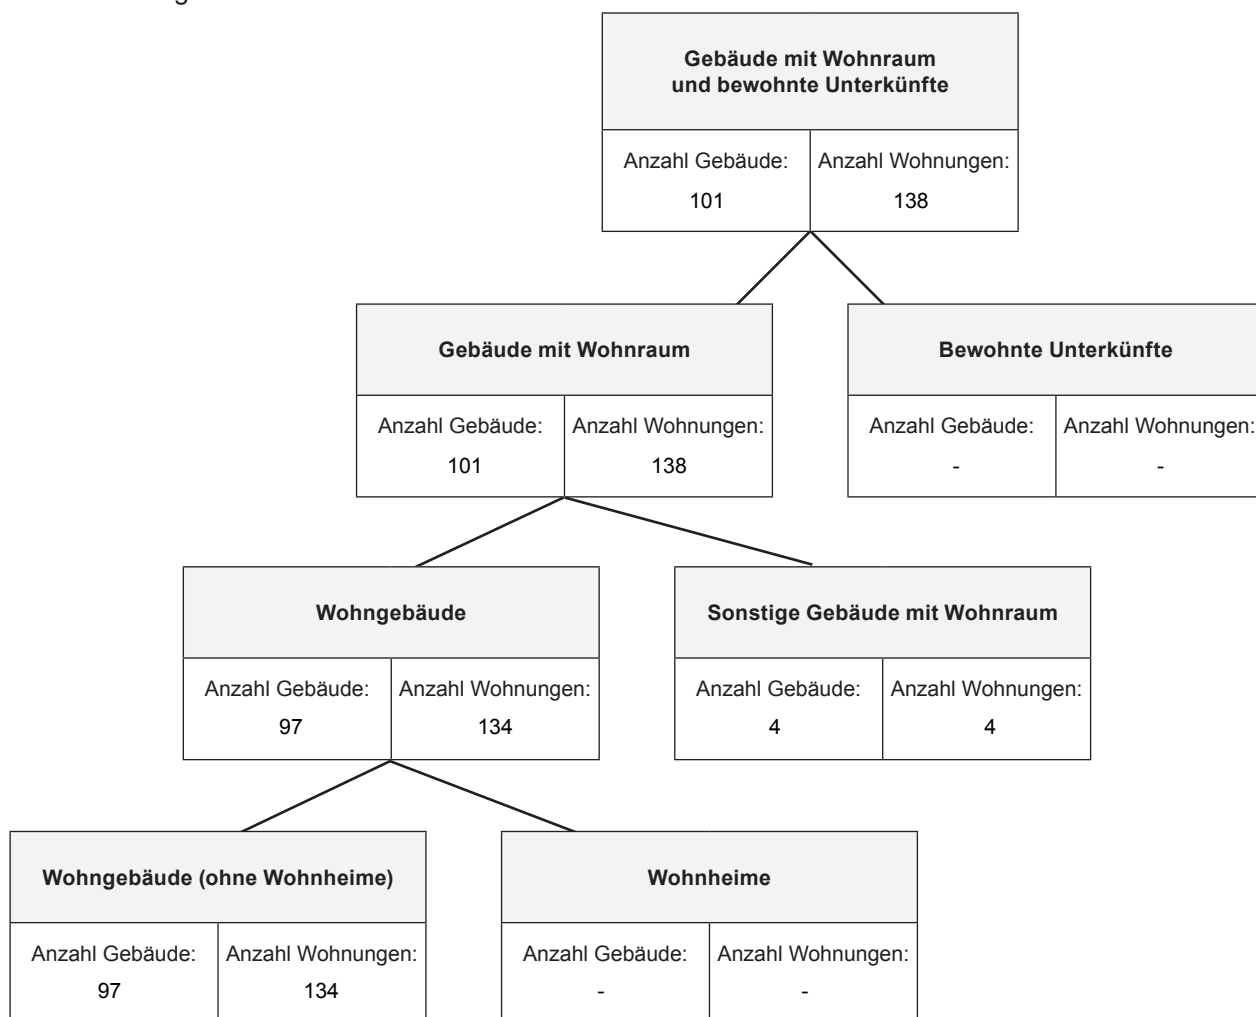 Gebäude mit Wohnraum
und bewohnte Unterkünfte
Anzahl Gebäude:
Anzahl Wohnungen:
101
138
Gebäude mit Wohnraum
Anzahl Gebäude:
Anzahl Wohnungen:
101
138
Bewohnte Unterkünfte
Anzahl Gebäude:
Anzahl Wohnungen:
-
-
Wohngebäude
Anzahl Gebäude:
Anzahl Wohnungen:
97
134
Sonstige Gebäude mit Wohnraum
Anzahl Gebäude:
Anzahl Wohnungen:
4
4
Wohngebäude (ohne Wohnheime)
Anzahl Gebäude:
Anzahl Wohnungen:
97
134
Wohnheime
Anzahl Gebäude:
Anzahl Wohnungen:
-
-